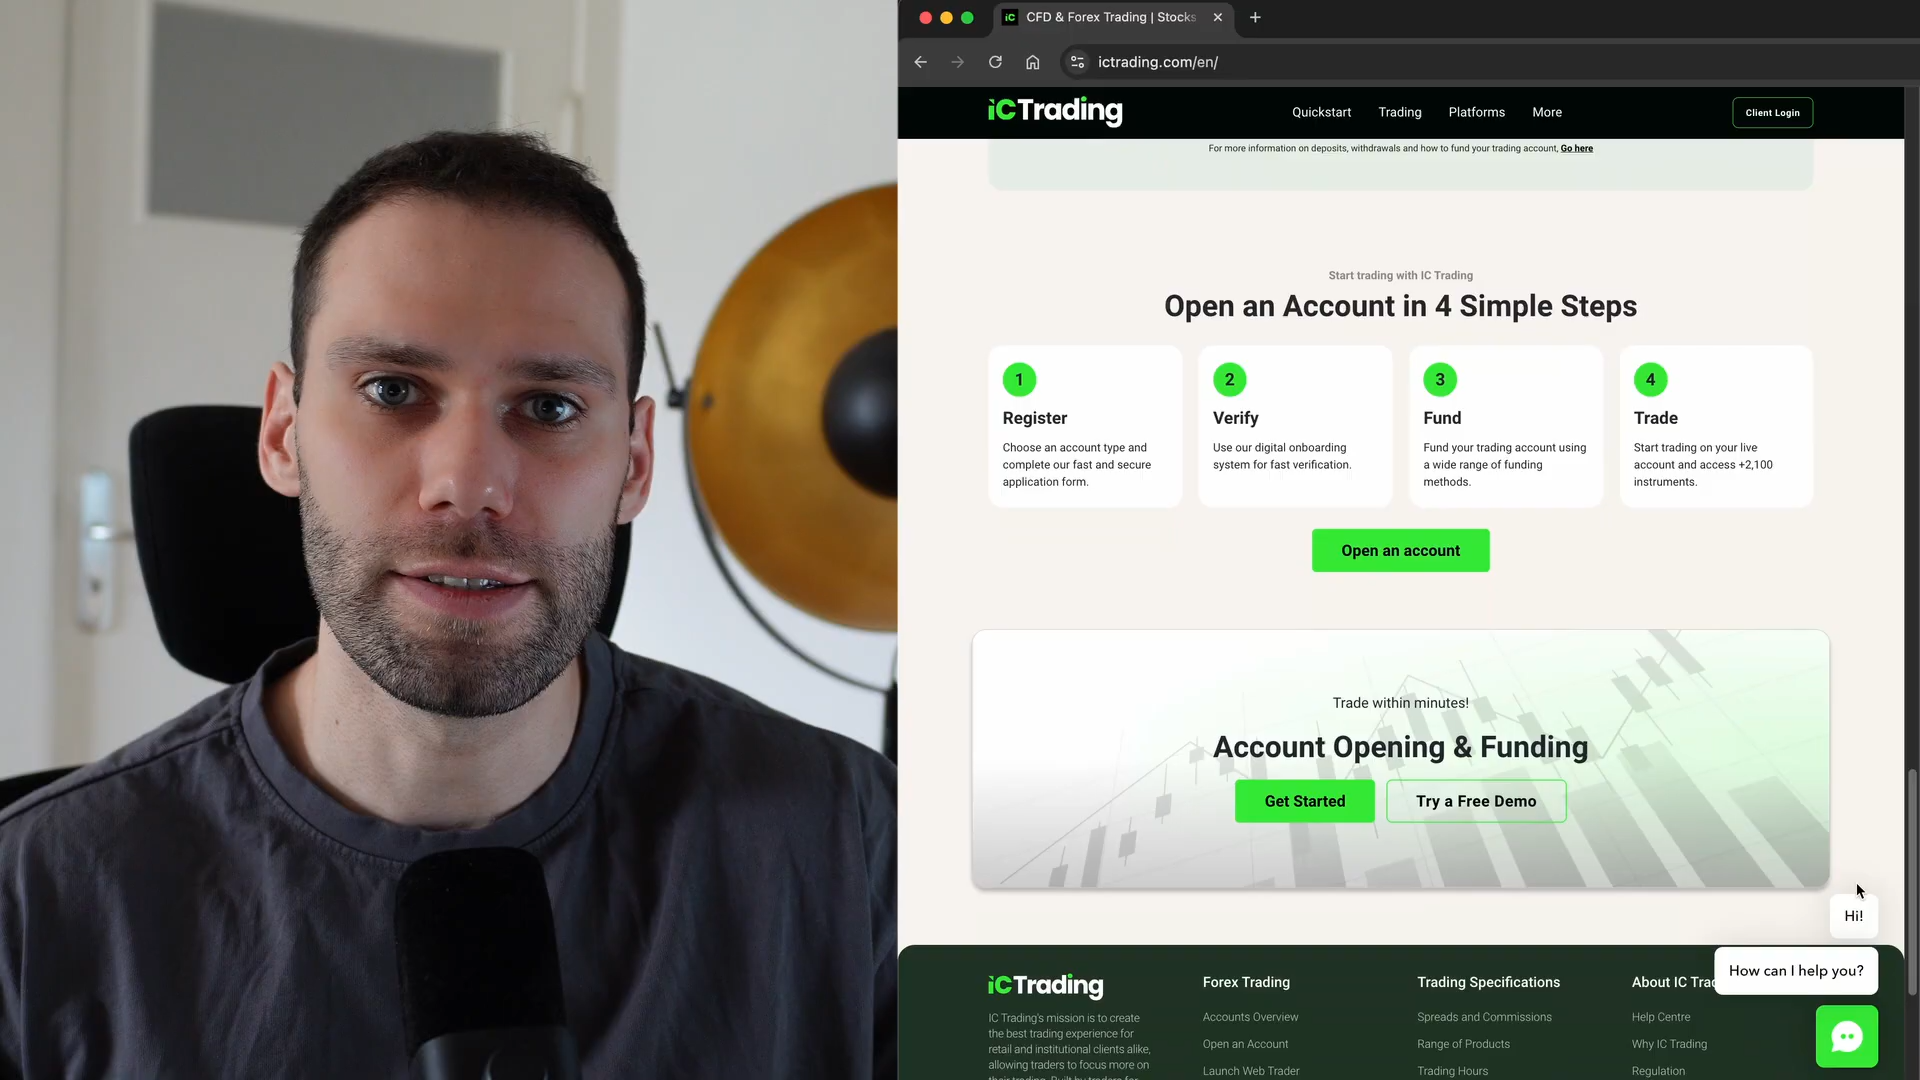 CFD & Forex Trading | Stocks
ictrading.com/en/
iCTrading
Quickstart
Trading
Platforms
More
Client Login
For more information on deposits, withdrawals and how to fund your trading account, Go here
Start trading with IC Trading
Open an Account in 4 Simple Steps
1
Register
Choose an account type and
complete our fast and secure
application form.
2
Verify
Use our digital onboarding
system for fast verification.
3
Fund
Fund your trading account using
a wide range of funding
methods.
4
Trade
Start trading on your live
account and access +2,100
instruments.
Open an account
Trade within minutes!
Account Opening & Funding
Get Started
Try a Free Demo
Hi!
How can I help you?
iCTrading
IC Trading's mission is to create
the best trading experience for
retail and institutional clients alike,
allowing traders to focus more on
Forex Trading
Accounts Overview
Open an Account
Launch Web Trader
Trading Specifications
Spreads and Commissions
Range of Products
Trading Hours
About IC
Help Centre
Why IC Trading
Regulation